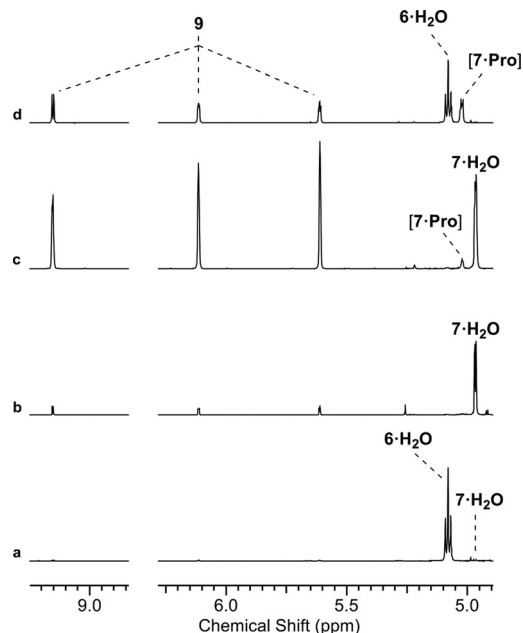 9
6·H₂O
[7·Pro]
d
7·H₂O
[7·Pro]
c
7·H₂O
b
6·H₂O
7·H₂O
a
9.0 6.0 5.5 5.0
Chemical Shift (ppm)